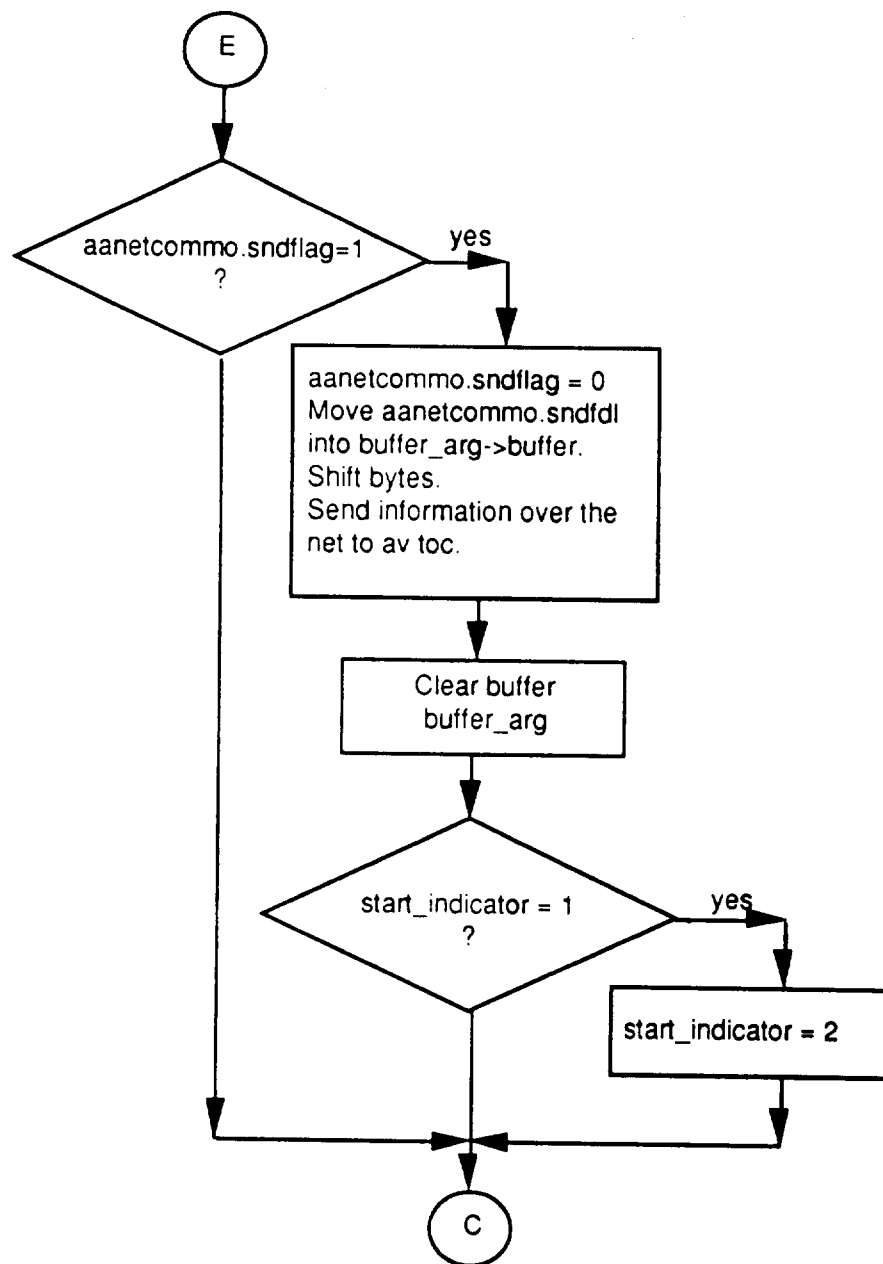 E
aanetcommo.sndflag=1
?
yes
aanetcommo.sndflag = 0
Move aanetcommo.sndfdl
into buffer_arg->buffer.
Shift bytes.
Send information over the
net to av toc.
Clear buffer
buffer_arg
start_indicator = 1
?
yes
start_indicator = 2
C